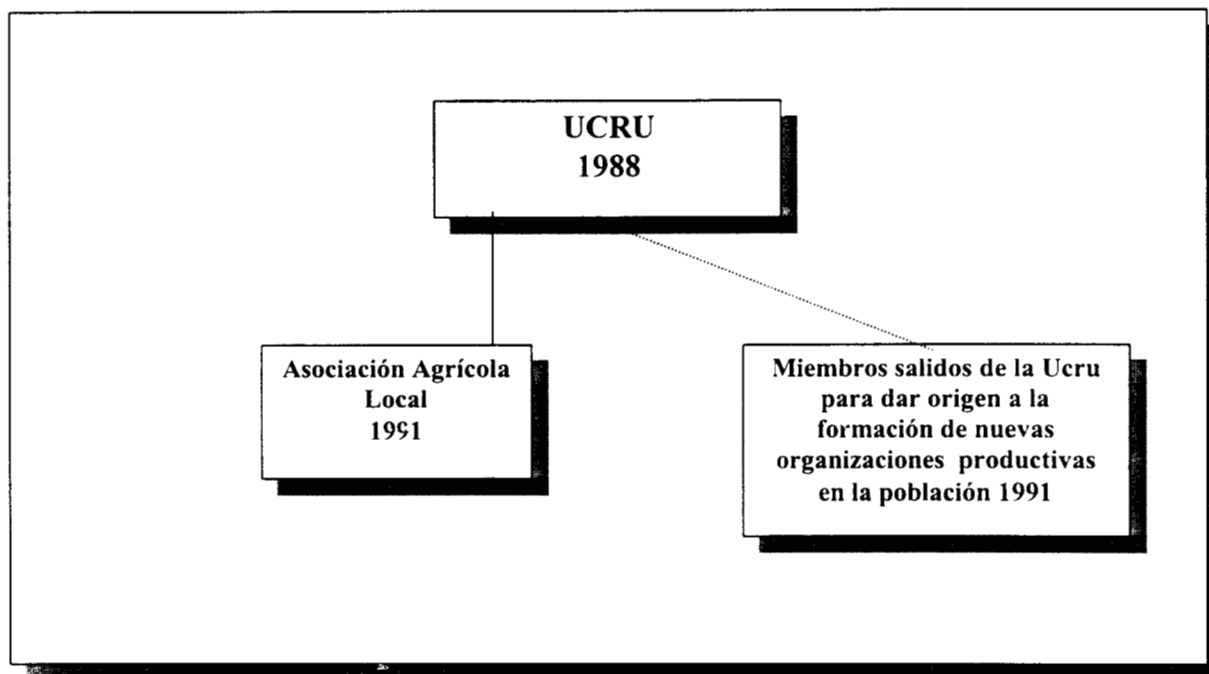 UCRU
1988
Asociación Agrícola
Local
1991
Miembros salidos de la Ucru
para dar origen a la
formación de nuevas
organizaciones productivas
en la población 1991